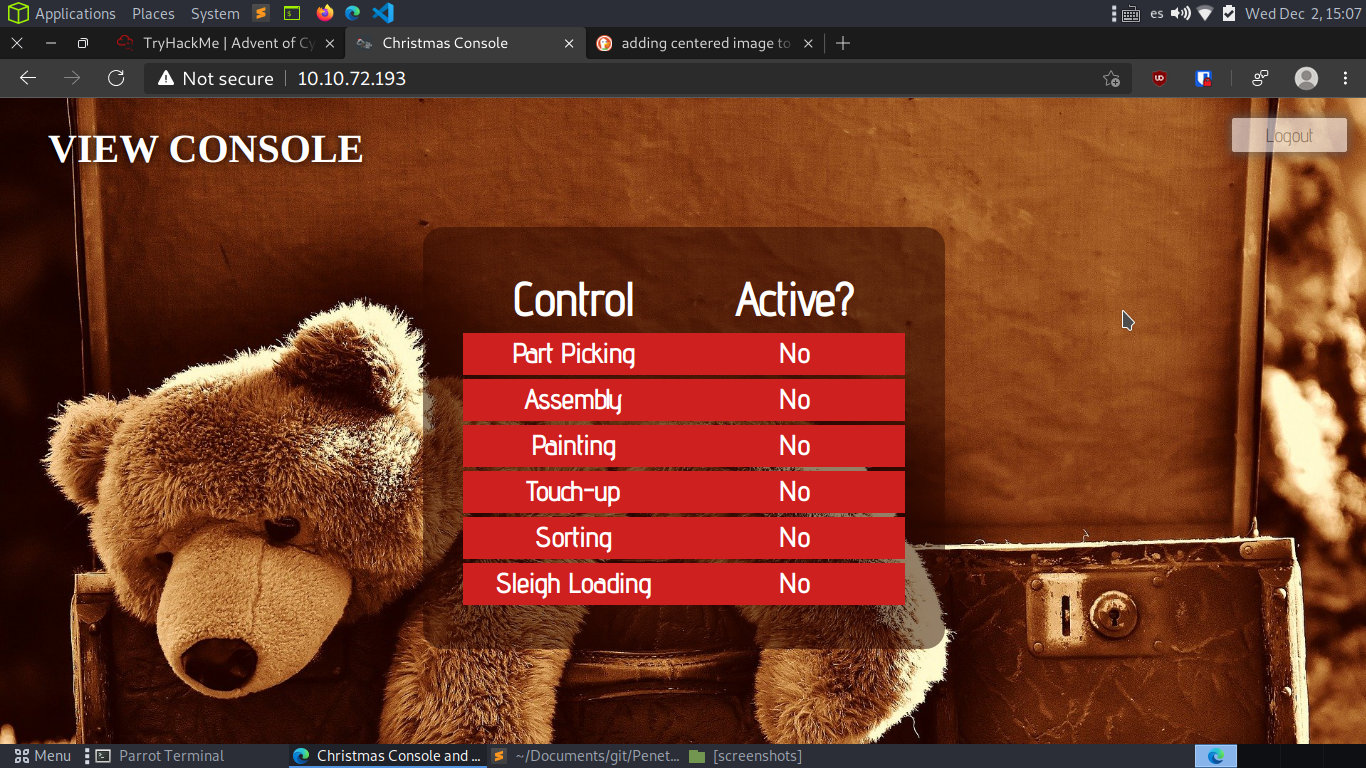 Applications Places System es Wed Dec 2, 15:07
TryHackMe | Advent of Cy Christmas Console adding centered image to
Not secure 10.10.72.193
VIEW CONSOLE
Logout
Control Active?
Part Picking No
Assembly No
Painting No
Touch-up No
Sorting No
Sleigh Loading No
Menu Parrot Terminal Christmas Console and ... ~/Documents/git/Penet... [screenshots]